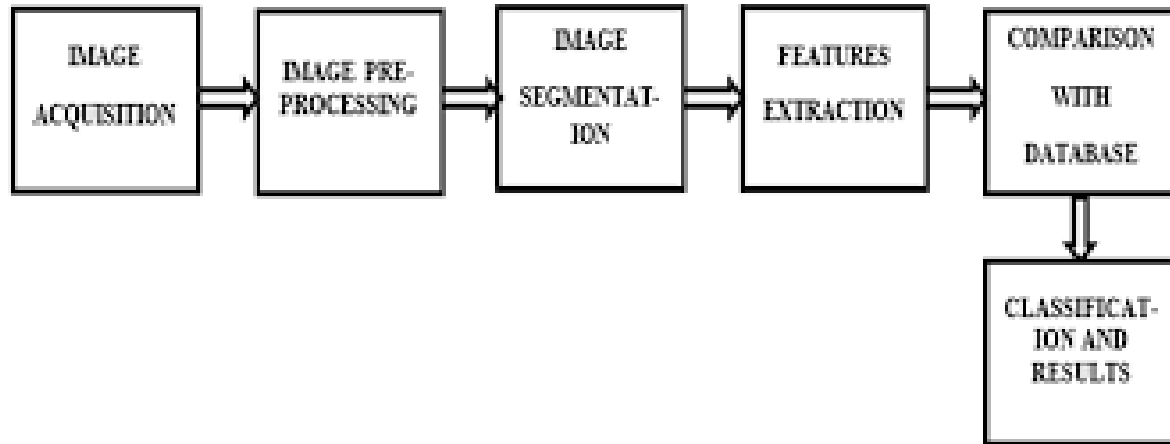 IMAGE
ACQUISITION
IMAGE PRE-
PROCESSING
IMAGE
SEGMENTAT-
ION
FEATURES
EXTRACTION
COMPARISON
WITH
DATABASE
CLASSIFICAT-
ION AND
RESULTS